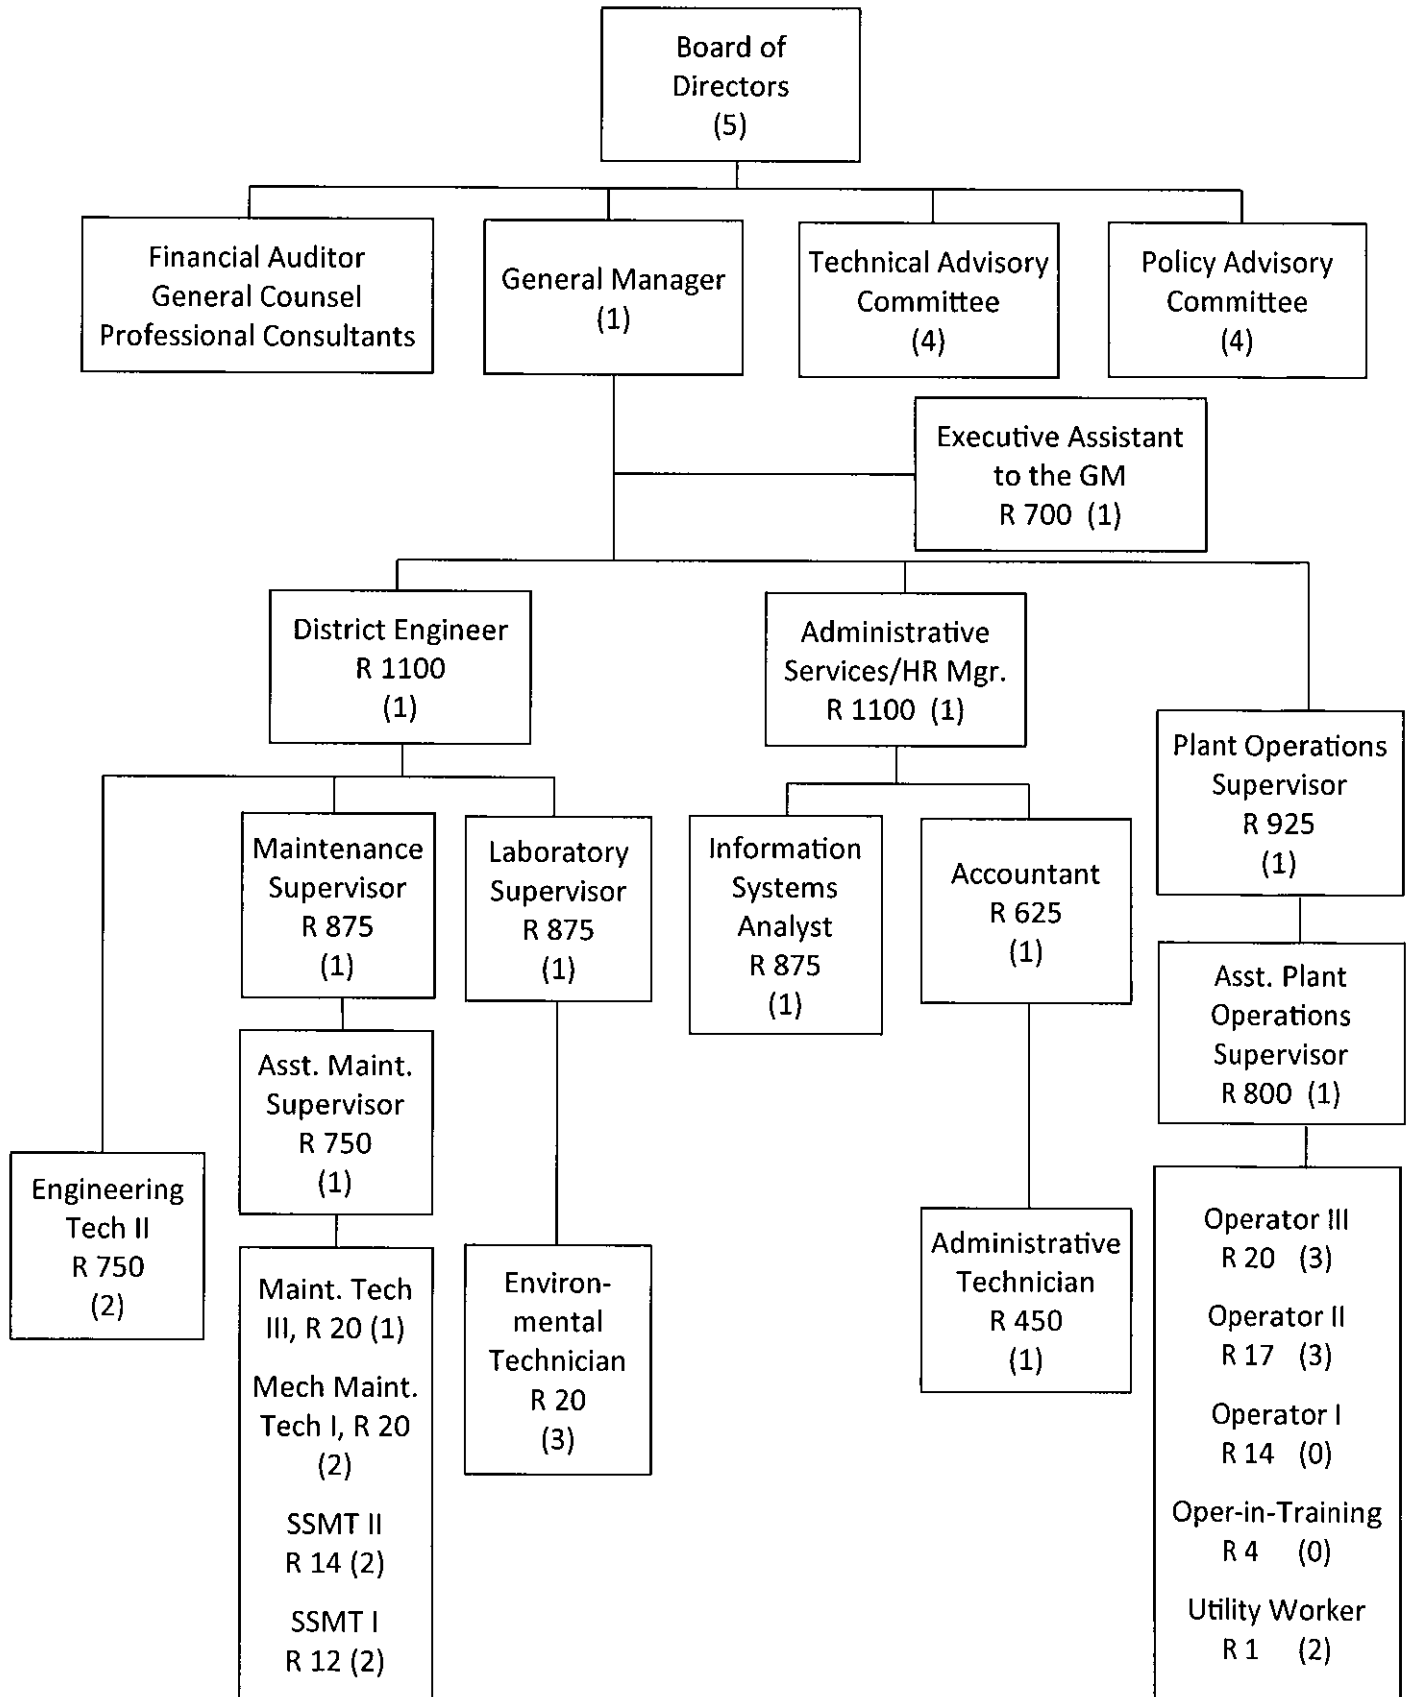 Board of
Directors
(5)
Financial Auditor
General Counsel
Professional Consultants
General Manager
(1)
Technical Advisory
Committee
(4)
Policy Advisory
Committee
(4)
Executive Assistant
to the GM
R 700 (1)
District Engineer
R 1100
(1)
Administrative
Services/HR Mgr.
R 1100 (1)
Plant Operations
Supervisor
R 925
(1)
Maintenance
Supervisor
R 875
(1)
Laboratory
Supervisor
R 875
(1)
Information
Systems
Analyst
R 875
(1)
Accountant
R 625
(1)
Asst. Plant
Operations
Supervisor
R 800 (1)
Asst. Maint.
Supervisor
R 750
(1)
Engineering
Tech II
R 750
(2)
Maint. Tech
III, R 20 (1)
Mech Maint.
Tech I, R 20
(2)
SSMT II
R 14 (2)
SSMT I
R 12 (2)
Environ-
mental
Technician
R 20
(3)
Administrative
Technician
R 450
(1)
Operator III
R 20 (3)
Operator II
R 17 (3)
Operator I
R 14 (0)
Oper-in-Training
R 4 (0)
Utility Worker
R 1 (2)